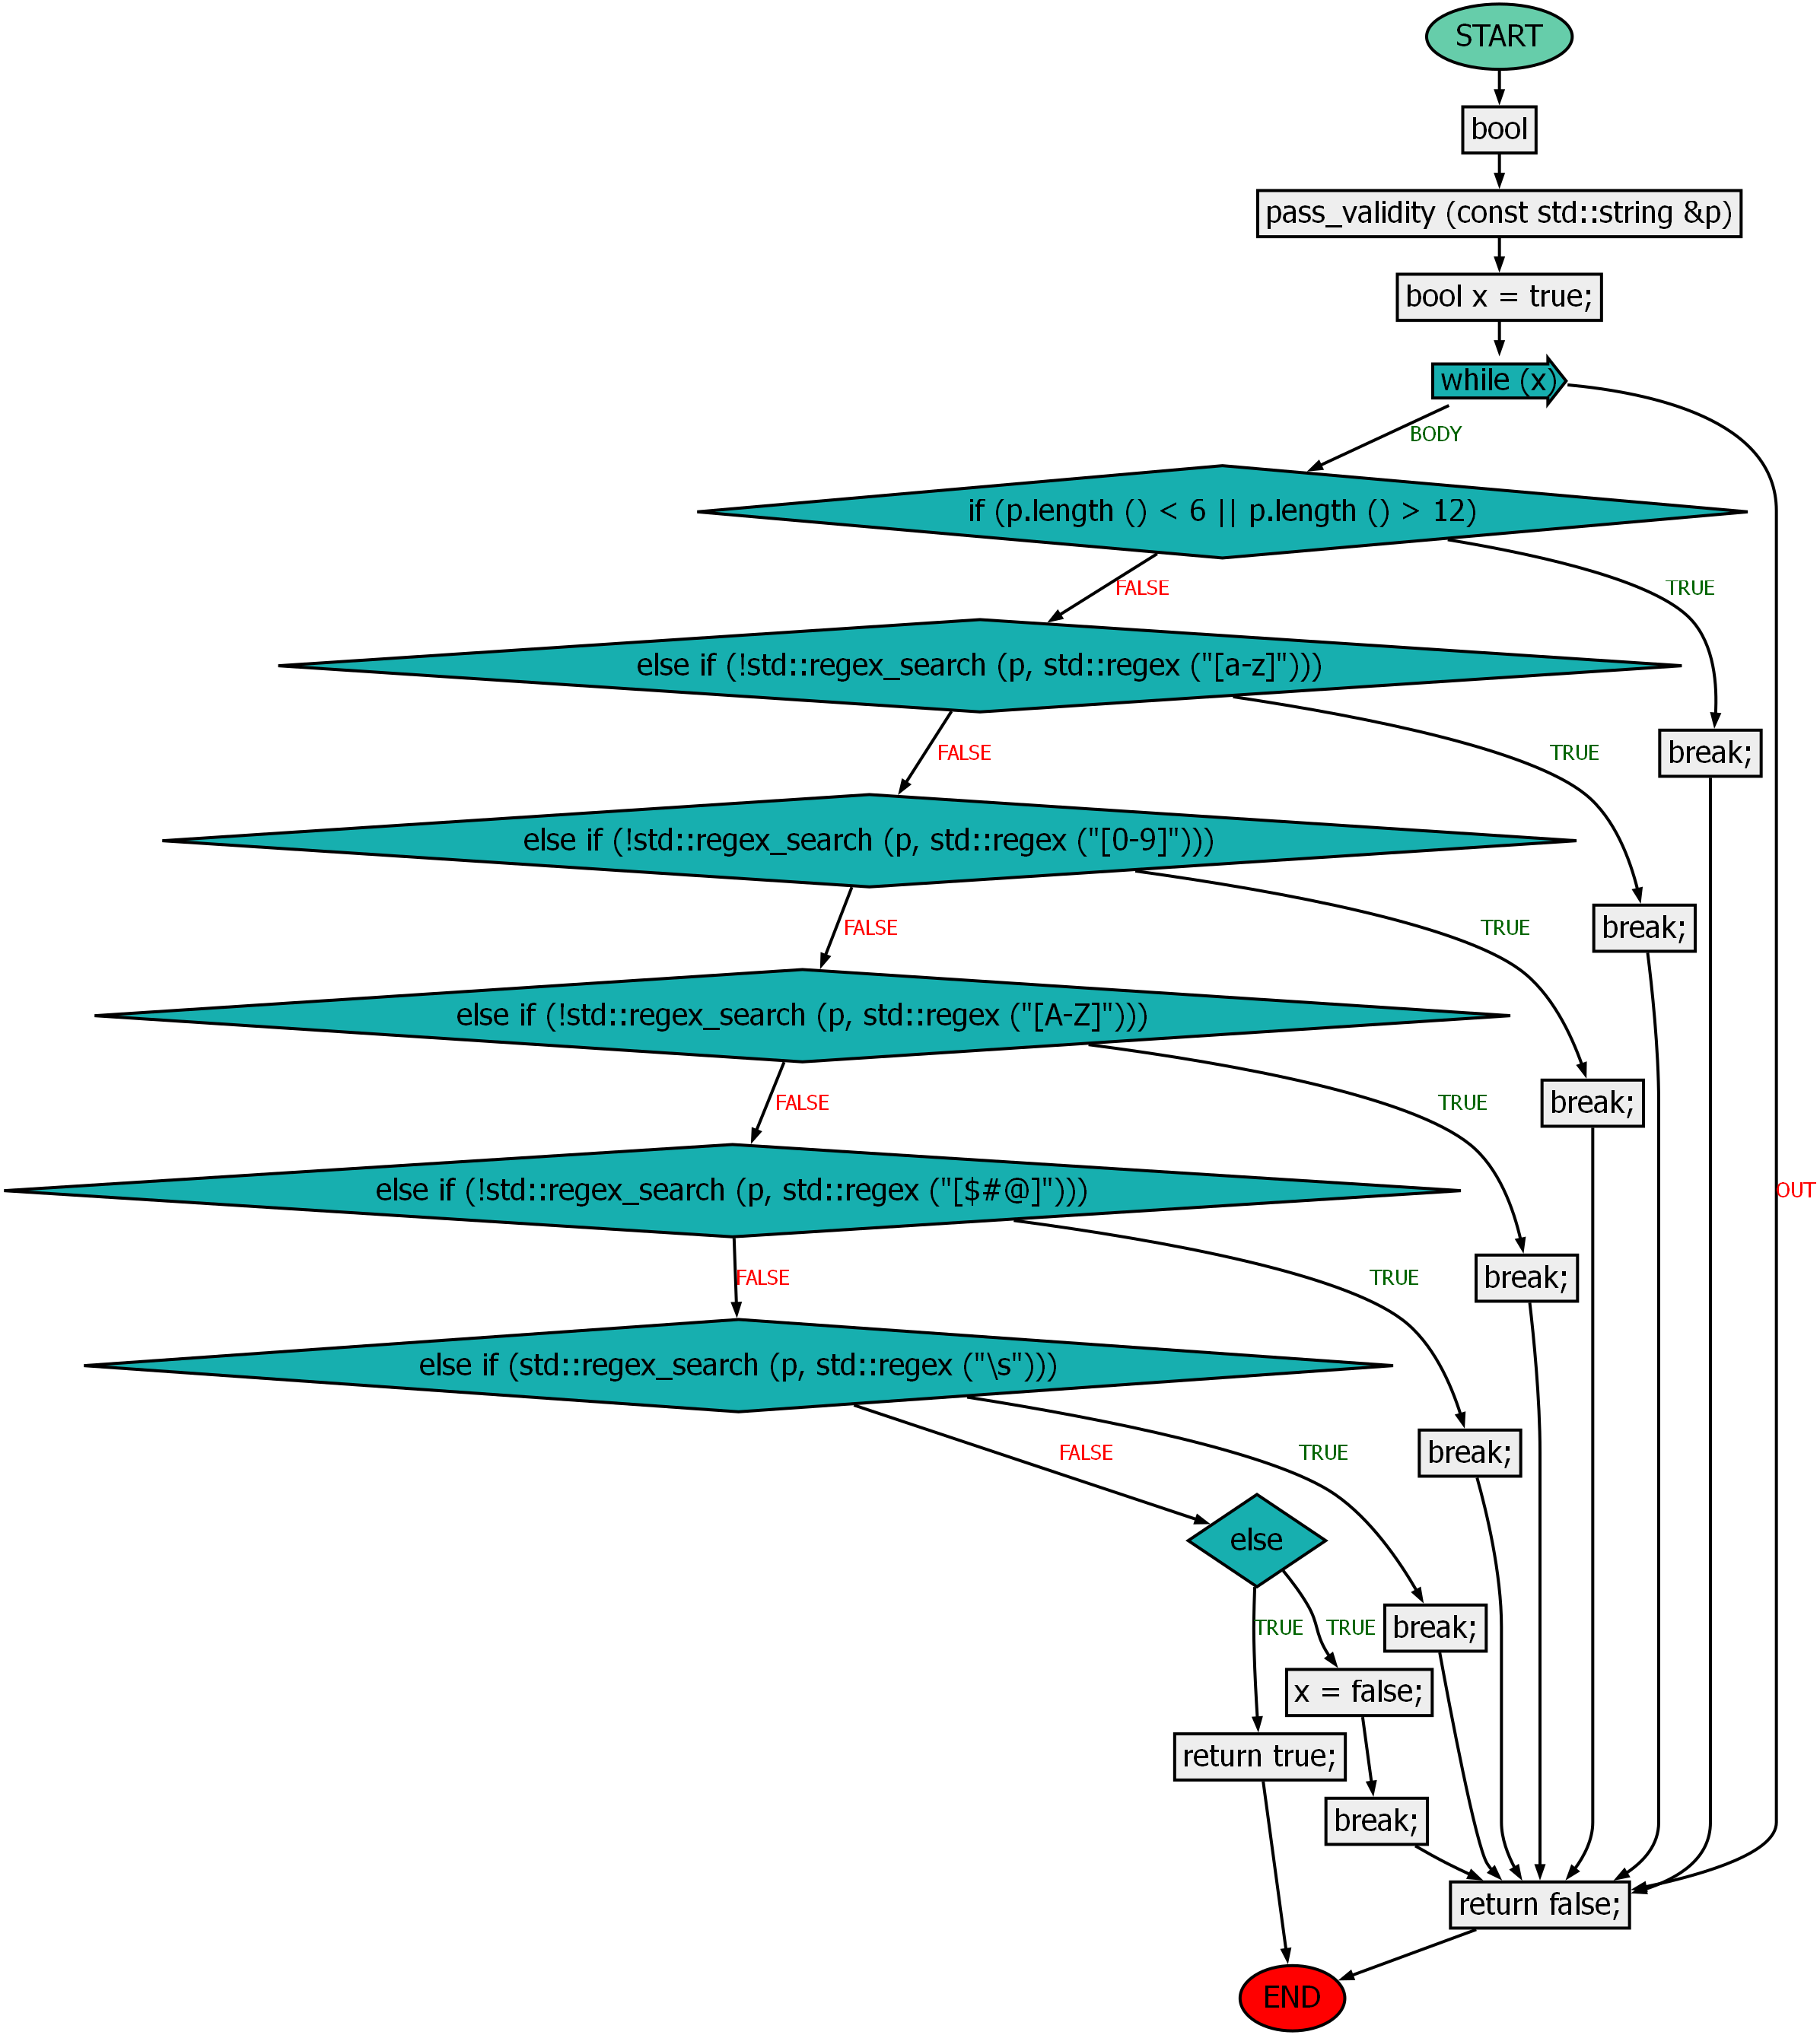 START
bool
pass_validity (const std::string &p)
bool x = true;
while (x)
BODY
if (p.length () < 6 || p.length () > 12)
FALSE
TRUE
else if (!std::regex_search (p, std::regex ("[a-z]")))
FALSE
TRUE
break;
else if (!std::regex_search (p, std::regex ("[0-9]")))
FALSE
TRUE
break;
else if (!std::regex_search (p, std::regex ("[A-Z]")))
FALSE
TRUE
break;
else if (!std::regex_search (p, std::regex ("[$#@]")))
OUT
FALSE
TRUE
break;
else if (std::regex_search (p, std::regex ("\s")))
FALSE
TRUE
break;
else
TRUE
TRUE
break;
x = false;
return true;
break;
return false;
END